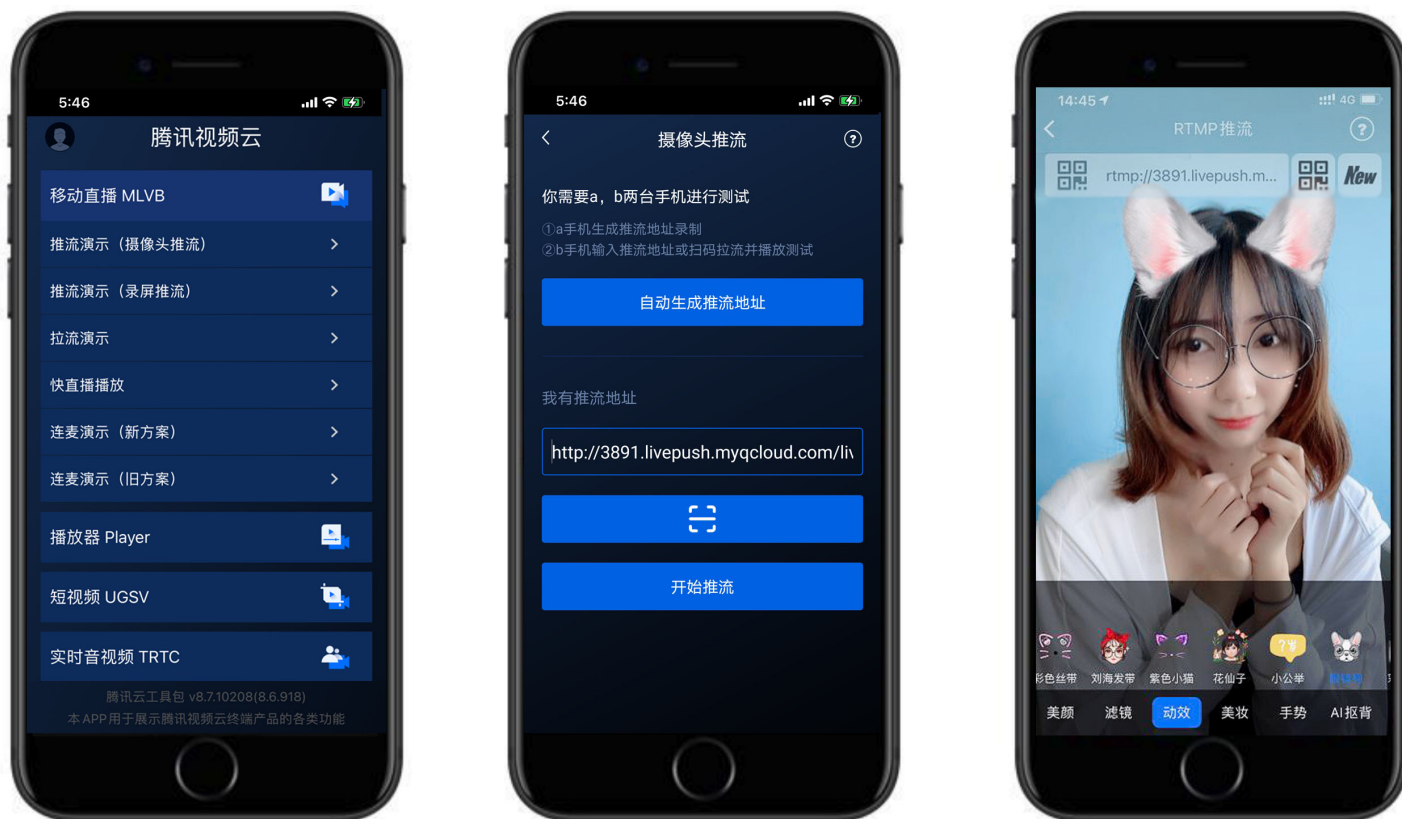 5:46
腾讯视频云
移动直播 MLVB
推流演示（摄像头推流）
推流演示（录屏推流）
拉流演示
快直播播放
连麦演示（新方案）
连麦演示（旧方案）
播放器 Player
短视频 UGSV
实时音视频 TRTC
腾讯云工具包 v8.7.10208(8.6.918)
本APP用于展示腾讯视频云终端产品的各类功能
5:46
摄像头推流
你需要a，b两台手机进行测试
①a手机生成推流地址录制
②b手机输入推流地址或扫码拉流并播放测试
自动生成推流地址
我有推流地址
http://3891.livepush.myqcloud.com/liv
开始推流
14:45
4G
RTMP推流
rtmp://3891.livepush.m...
New
彩色丝带 刘海发带 紫色小猫 花仙子 小公举
美颜 滤镜 动效 美妆 手势 AI抠背